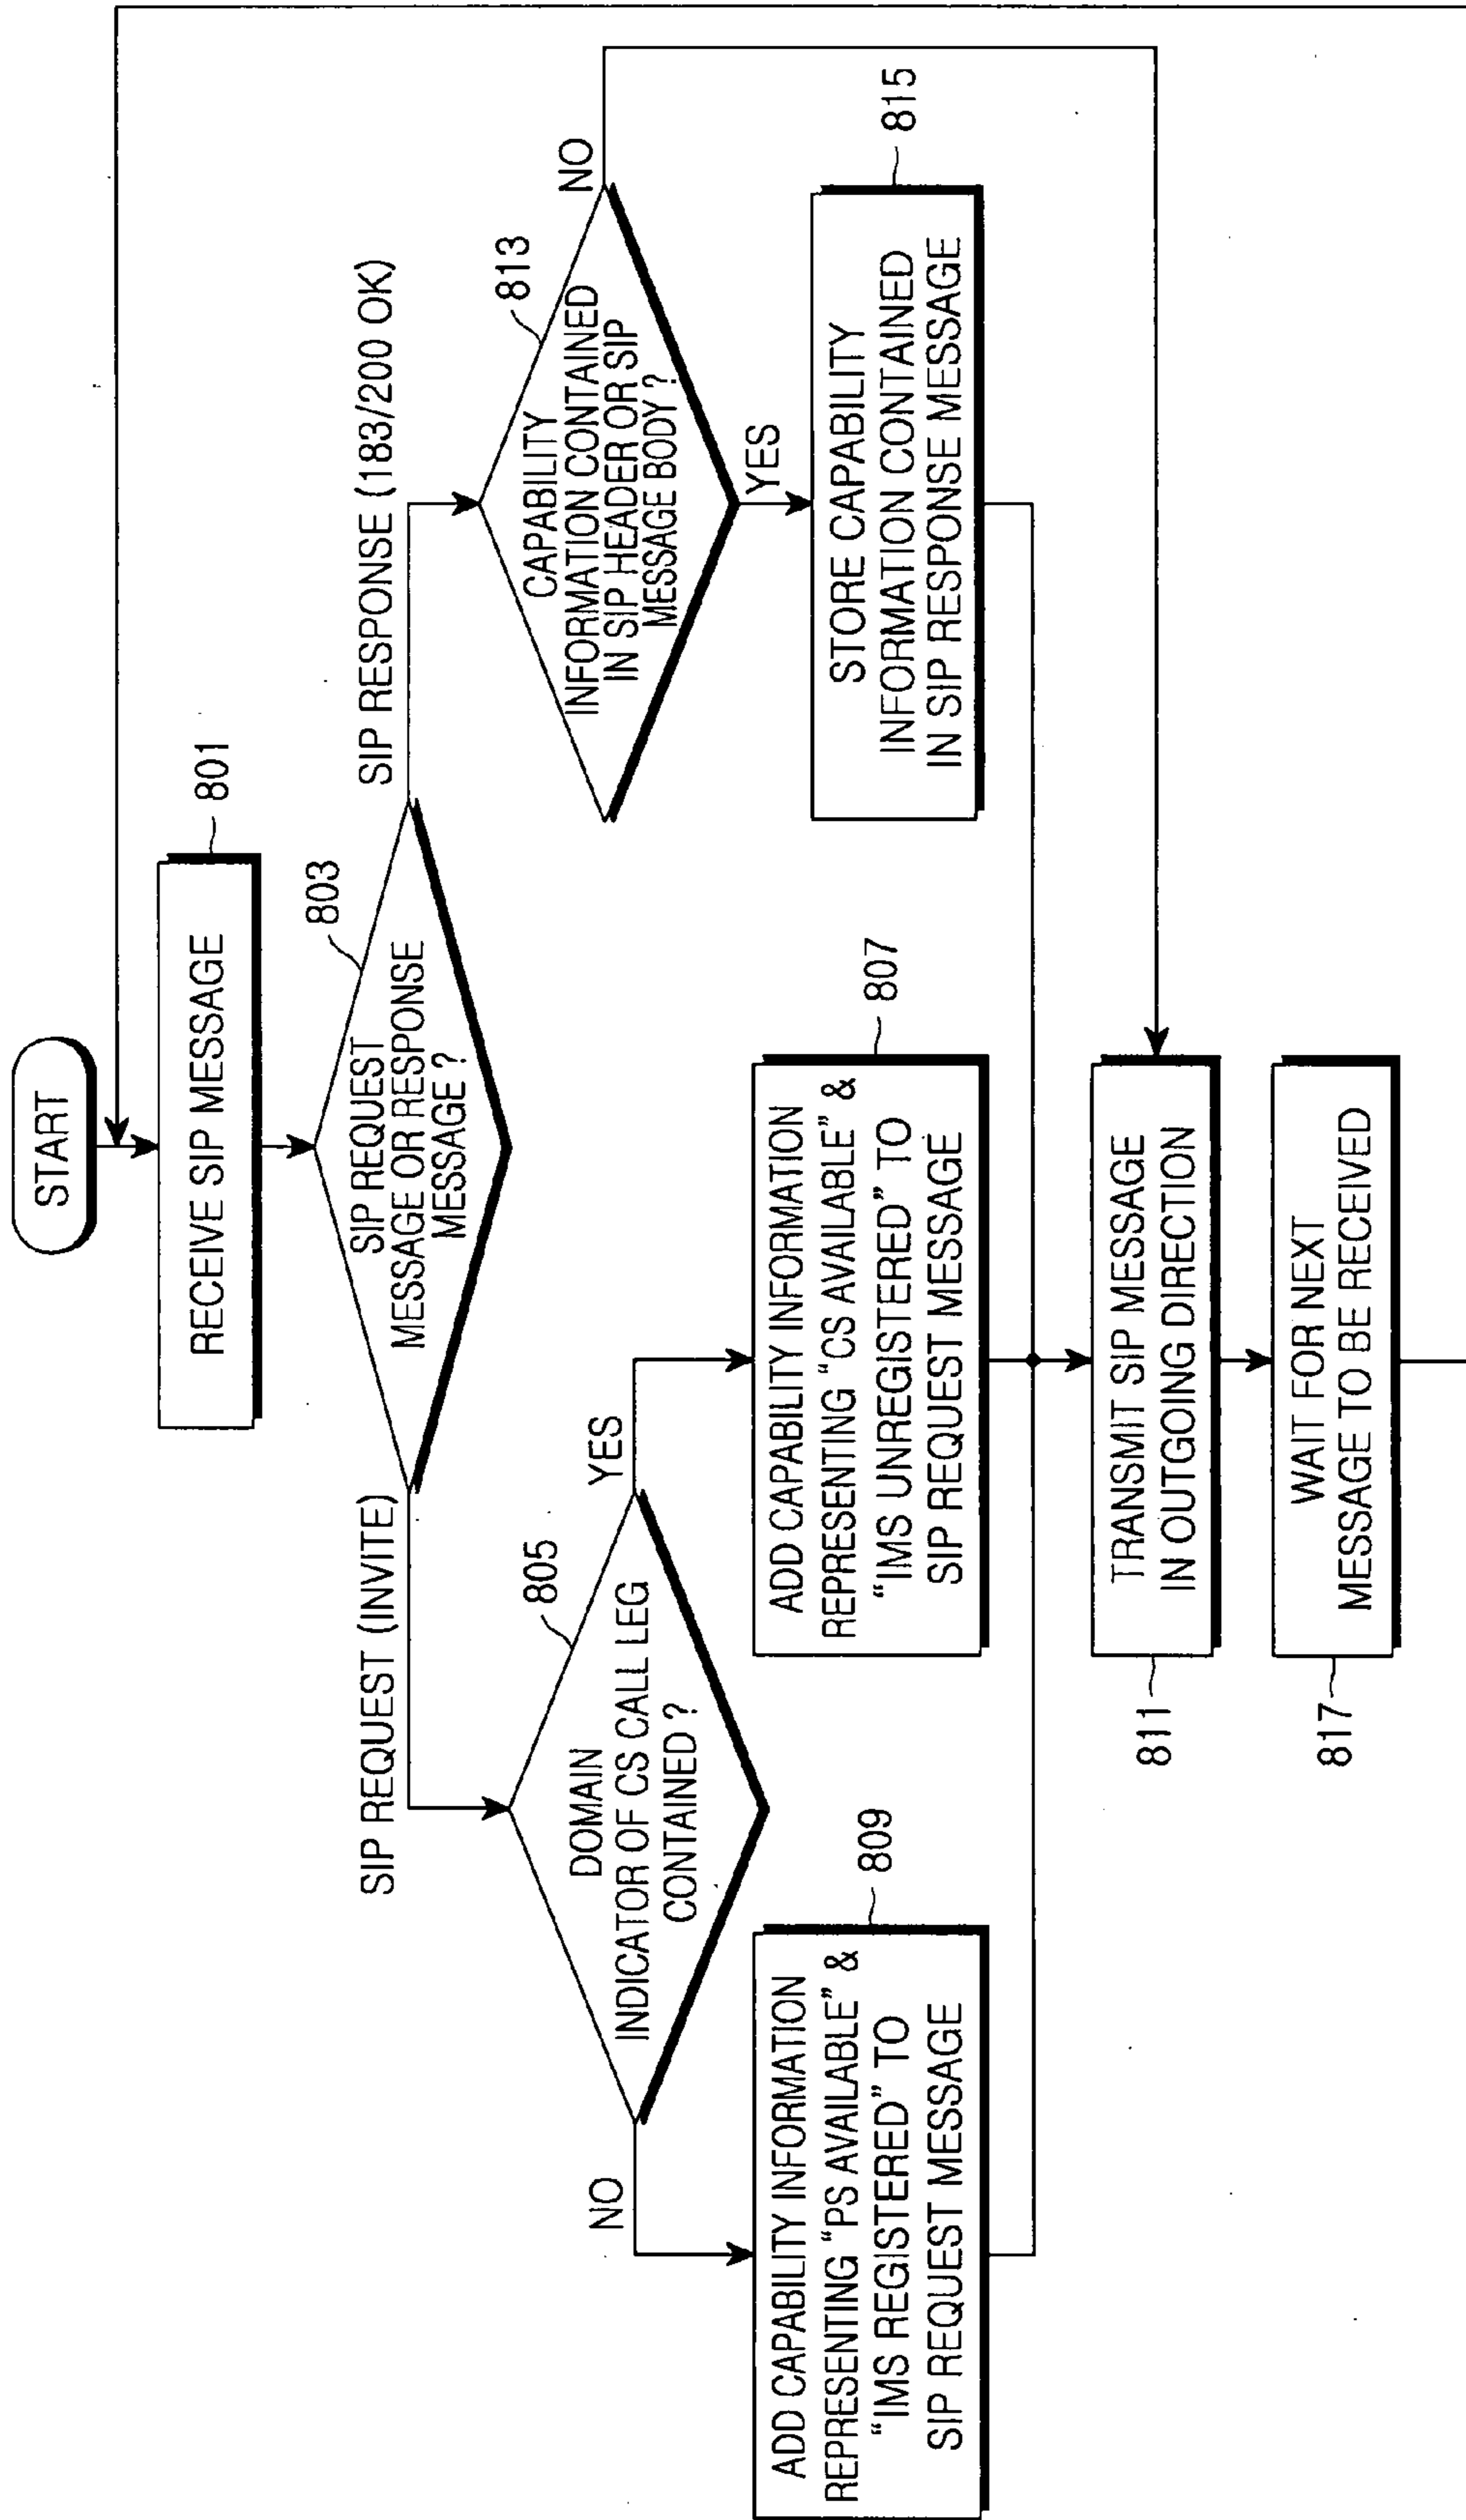 START
RECEIVE SIP MESSAGE
801
803
SIP REQUEST
MESSAGE OR RESPONSE
MESSAGE ?
SIP REQUEST (INVITE)
SIP RESPONSE (183/200 OK)
805
DOMAIN
INDICATOR OF CS CALL LEG
CONTAINED ?
NO
YES
813
CAPABILITY
INFORMATION CONTAINED
IN SIP HEADER OR SIP
MESSAGE BODY ?
NO
YES
809
ADD CAPABILITY INFORMATION
REPRESENTING “PS AVAILABLE” &
“IMS REGISTERED” TO
SIP REQUEST MESSAGE
807
ADD CAPABILITY INFORMATION
REPRESENTING “CS AVAILABLE” &
“IMS UNREGISTERED” TO
SIP REQUEST MESSAGE
815
STORE CAPABILITY
INFORMATION CONTAINED
IN SIP RESPONSE MESSAGE
811
TRANSMIT SIP MESSAGE
IN OUTGOING DIRECTION
817
WAIT FOR NEXT
MESSAGE TO BE RECEIVED